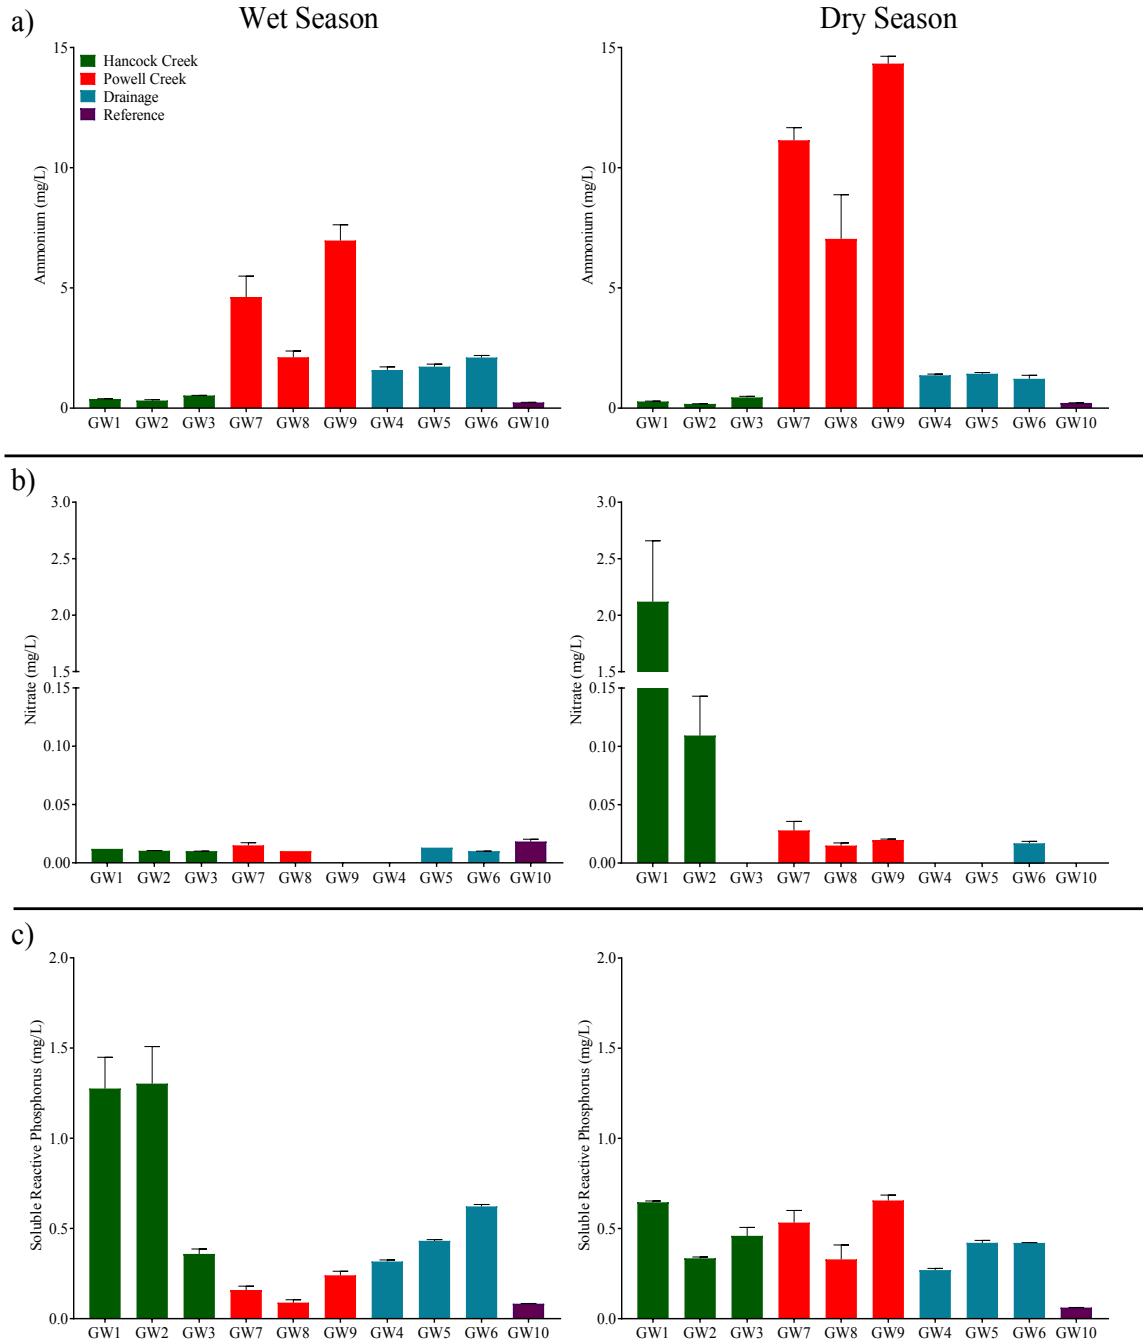 a)
Wet Season
Dry Season
15
10
5
0
Ammonium (mg/L)
Hancock Creek
Powell Creek
Drainage
Reference
GW1 GW2 GW3 GW7 GW8 GW9 GW4 GW5 GW6 GW10
15
10
5
0
Ammonium (mg/L)
GW1 GW2 GW3 GW7 GW8 GW9 GW4 GW5 GW6 GW10
b)
3.0
2.5
2.0
1.5
0.15
0.10
0.05
0.00
Nitrate (mg/L)
GW1 GW2 GW3 GW7 GW8 GW9 GW4 GW5 GW6 GW10
3.0
2.5
2.0
1.5
0.15
0.10
0.05
0.00
Nitrate (mg/L)
GW1 GW2 GW3 GW7 GW8 GW9 GW4 GW5 GW6 GW10
c)
2.0
1.5
1.0
0.5
0.0
Soluble Reactive Phosphorus (mg/L)
GW1 GW2 GW3 GW7 GW8 GW9 GW4 GW5 GW6 GW10
2.0
1.5
1.0
0.5
0.0
Soluble Reactive Phosphorus (mg/L)
GW1 GW2 GW3 GW7 GW8 GW9 GW4 GW5 GW6 GW10